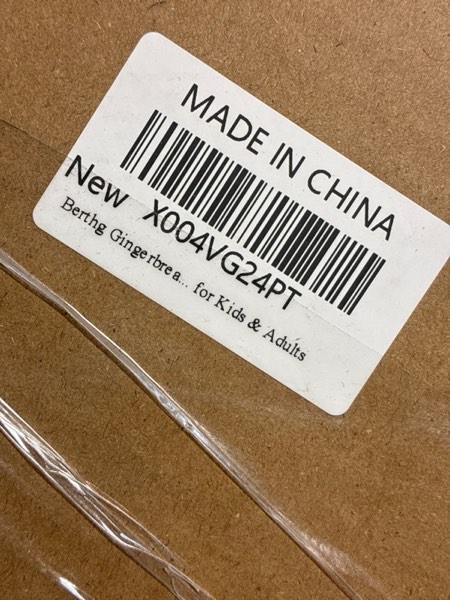 MADE IN CHINA
X004VG24PT
New
Berthg Gingerbrea... for Kids & Adults